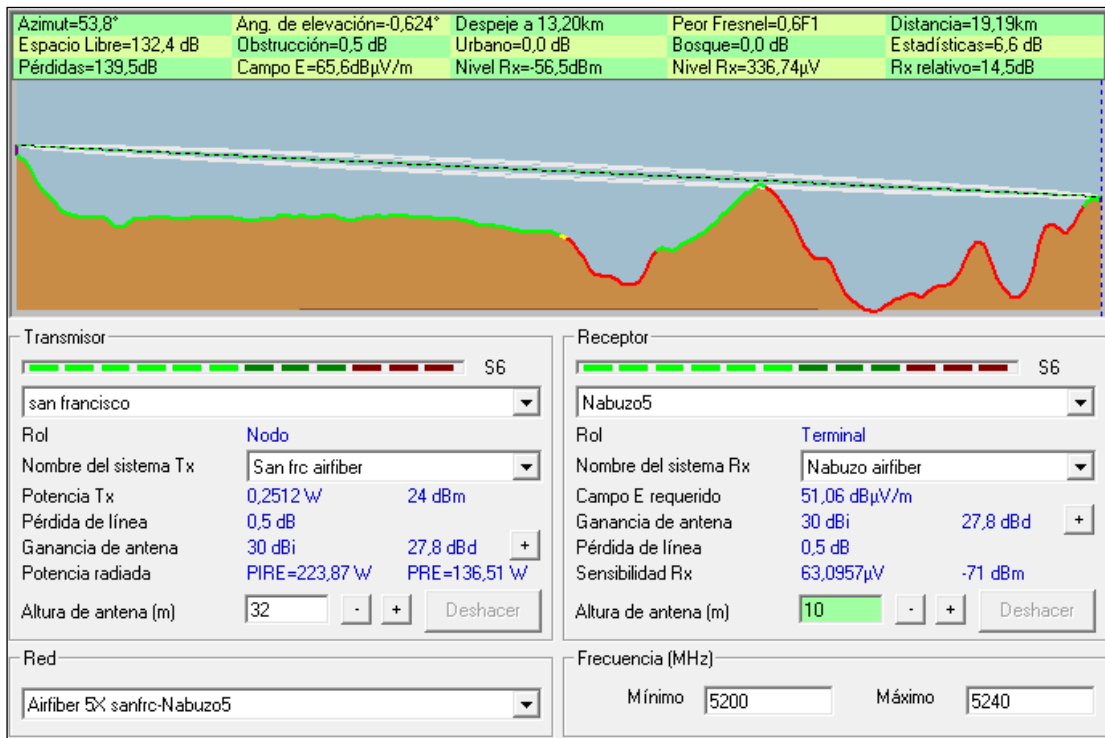 Azimut=53,8° Ang. de elevación=-0,624° Despeje a 13,20km Peor Fresnel=0,6F1 Distancia=19,19km
Espacio Libre=132,4 dB Obstrucción=0,5 dB Urbano=0,0 dB Bosque=0,0 dB Estadísticas=6,6 dB
Pérdidas=139,5dB Campo E=65,6dBµV/m Nivel Rx=-56,5dBm Nivel Rx=336,74µV Rx relativo=14,5dB
Transmisor
S6
san francisco
Rol Nodo
Nombre del sistema Tx San frc airfiber
Potencia Tx 0,2512 W 24 dBm
Pérdida de línea 0,5 dB
Ganancia de antena 30 dBi 27,8 dBd +
Potencia radiada PIRE=223,87 W PRE=136,51 W
Altura de antena (m) 32 - + Deshacer
Receptor
S6
Nabuzo5
Rol Terminal
Nombre del sistema Rx Nabuzo airfiber
Campo E requerido 51,06 dBµV/m
Ganancia de antena 30 dBi 27,8 dBd +
Pérdida de línea 0,5 dB
Sensibilidad Rx 63,0957µV -71 dBm
Altura de antena (m) 10 - + Deshacer
Red
Airfiber 5X sanfrc-Nabuzo5
Frecuencia (MHz)
Mínimo 5200 Máximo 5240